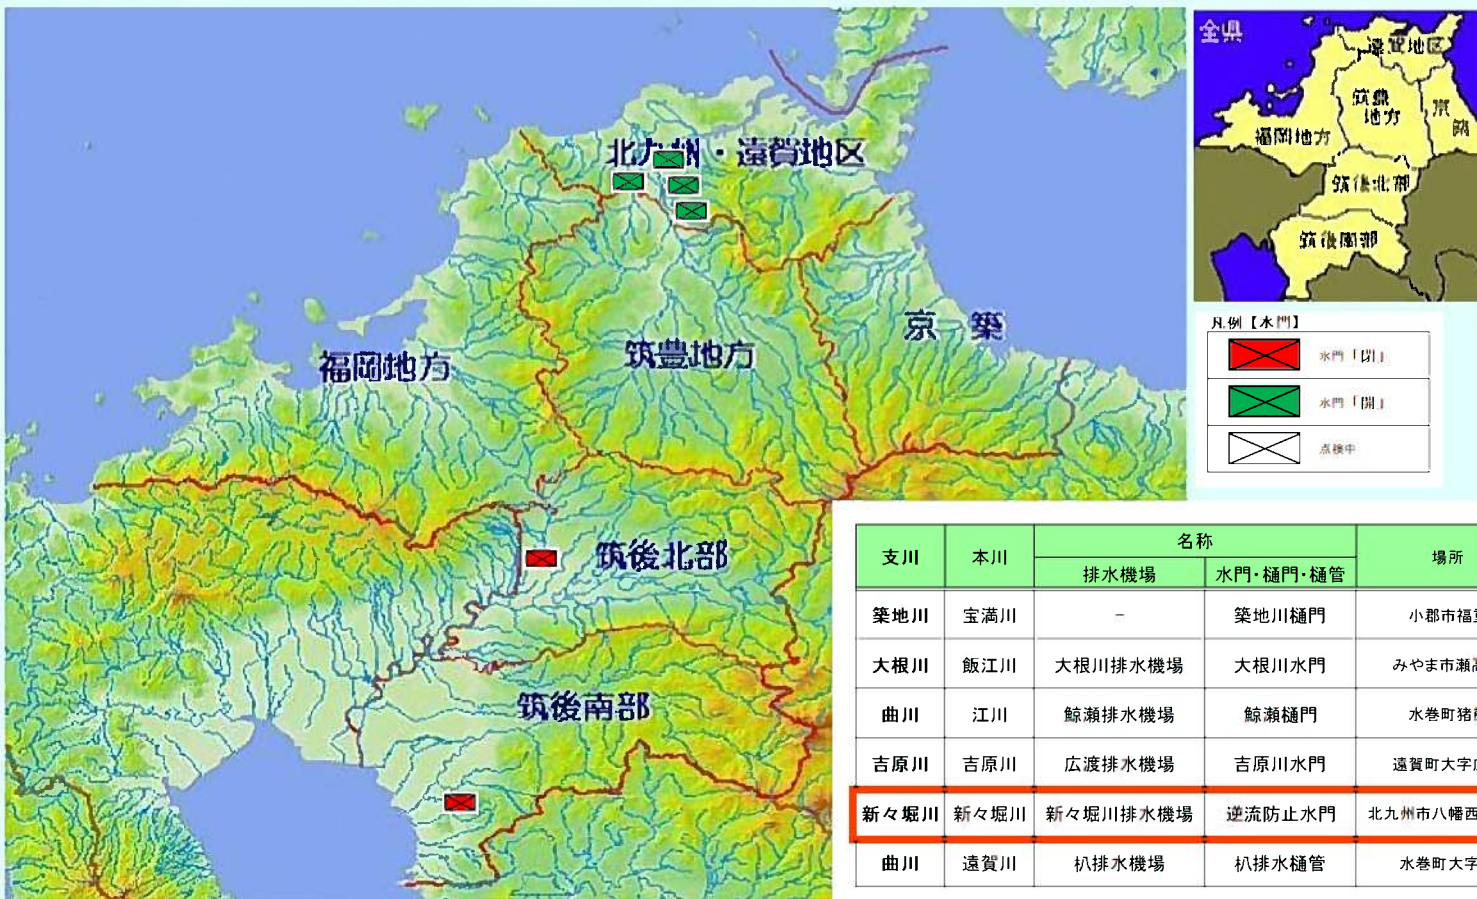 北九州・遠賀地区
福岡地方
筑豊地方
京築
筑後北部
筑後南部
全県
遠賀地区
筑豊
地方
京
築
福岡地方
筑後北部
筑後南部
凡例【水門】
水門「閉」
水門「開」
点検中
支川 本川 名称 場所
排水機場 水門・樋門・樋管
築地川 宝満川 － 築地川樋門 小郡市福
大根川 飯江川 大根川排水機場 大根川水門 みやま市瀬
曲川 江川 鯨瀬排水機場 鯨瀬樋門 水巻町猪
吉原川 吉原川 広渡排水機場 吉原川水門 遠賀町大字
新々堀川 新々堀川 新々堀川排水機場 逆流防止水門 北九州市八幡西
曲川 遠賀川 朳排水機場 朳排水樋管 水巻町大字